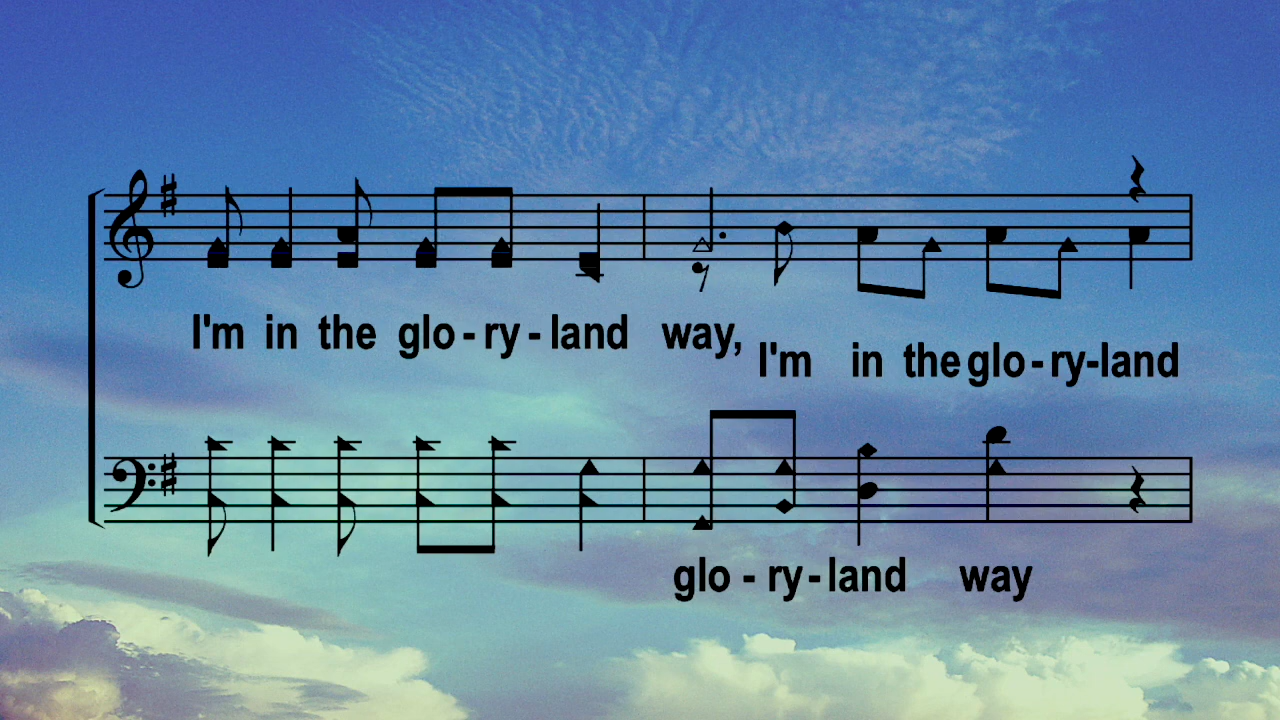 I'm in the glo - ry - land way,
I'm in the glo - ry - land
glo - ry - land way